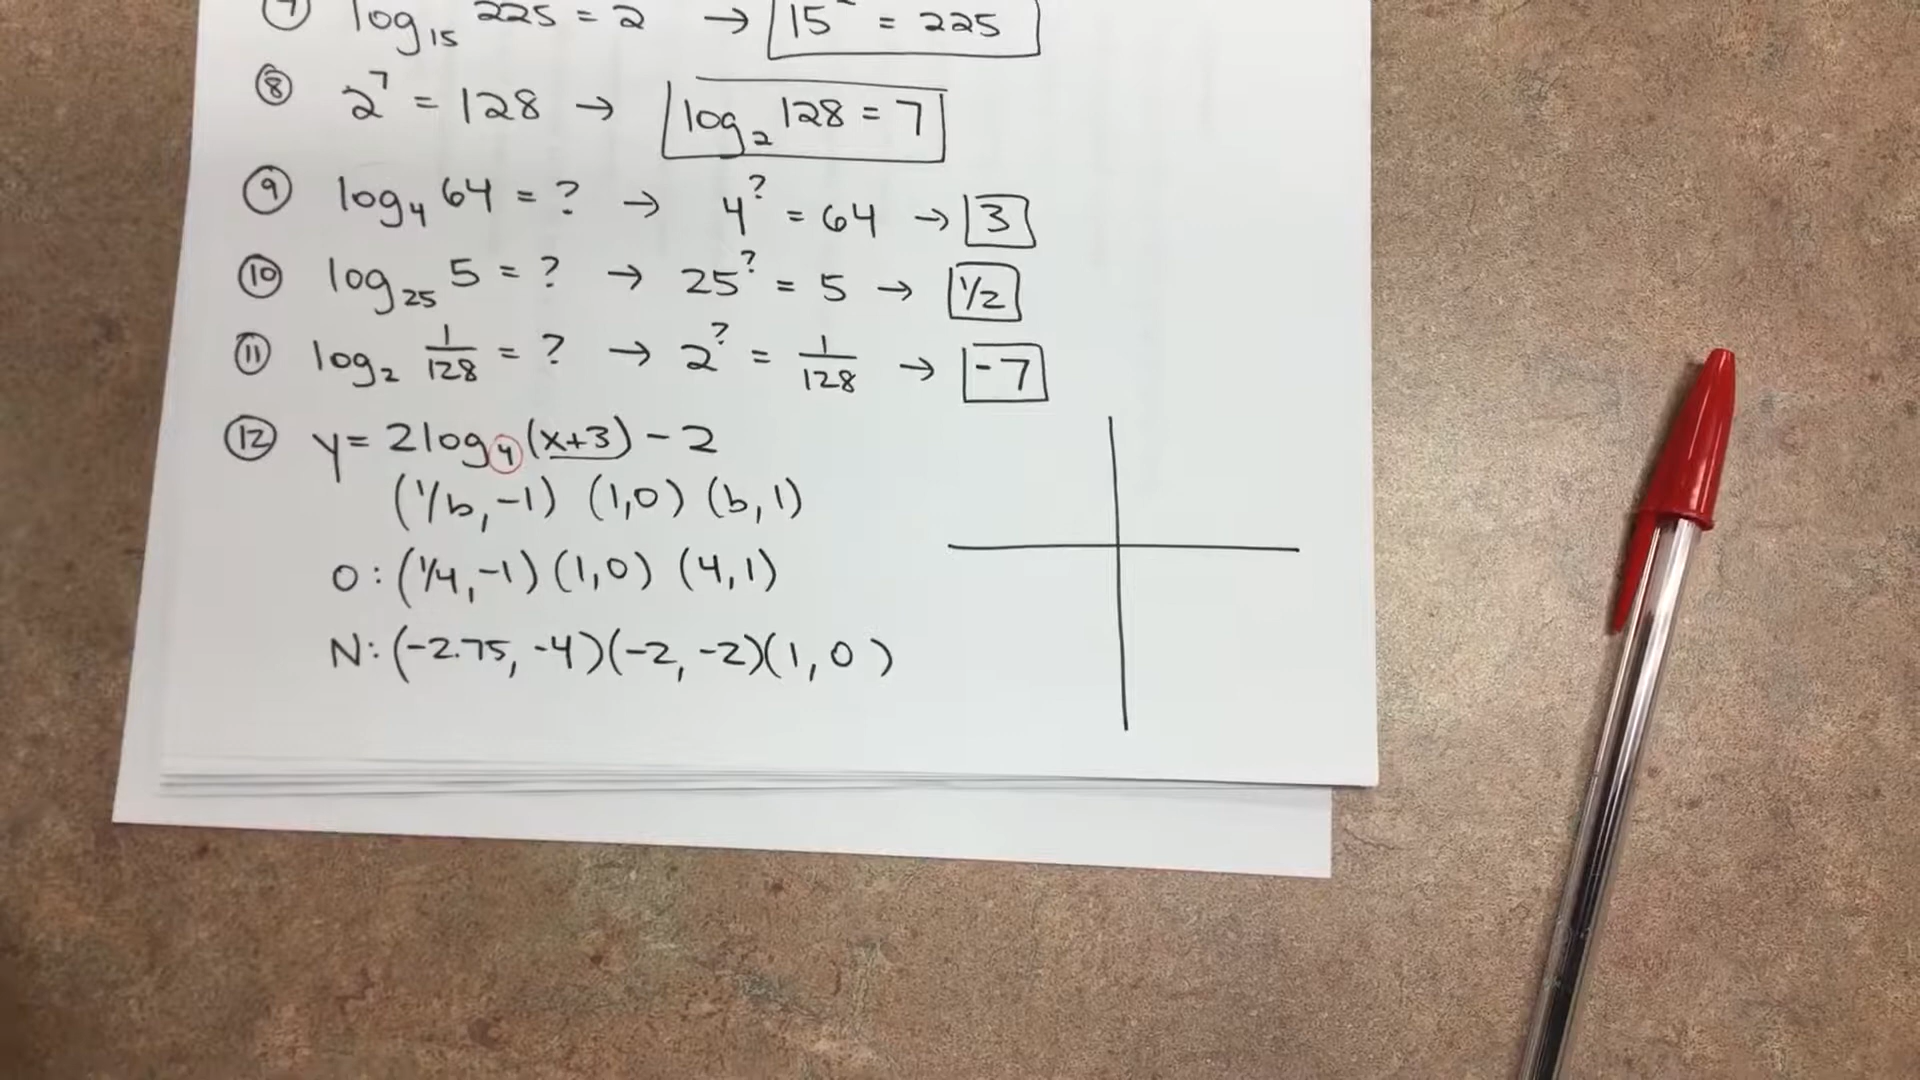 ⑦ log₁₅ 225 = 2 → 15² = 225
⑧ 2⁷ = 128 → log₂ 128 = 7
⑨ log₄ 64 = ? → 4^? = 64 → 3
⑩ log₂₅ 5 = ? → 25^? = 5 → 1/2
⑪ log₂ 1/128 = ? → 2^? = 1/128 → -7
⑫ y = 2log₄(x+3) - 2
(1/b, -1) (1,0) (b,1)
O: (1/4, -1) (1,0) (4,1)
N: (-2.75, -4)(-2, -2)(1, 0)